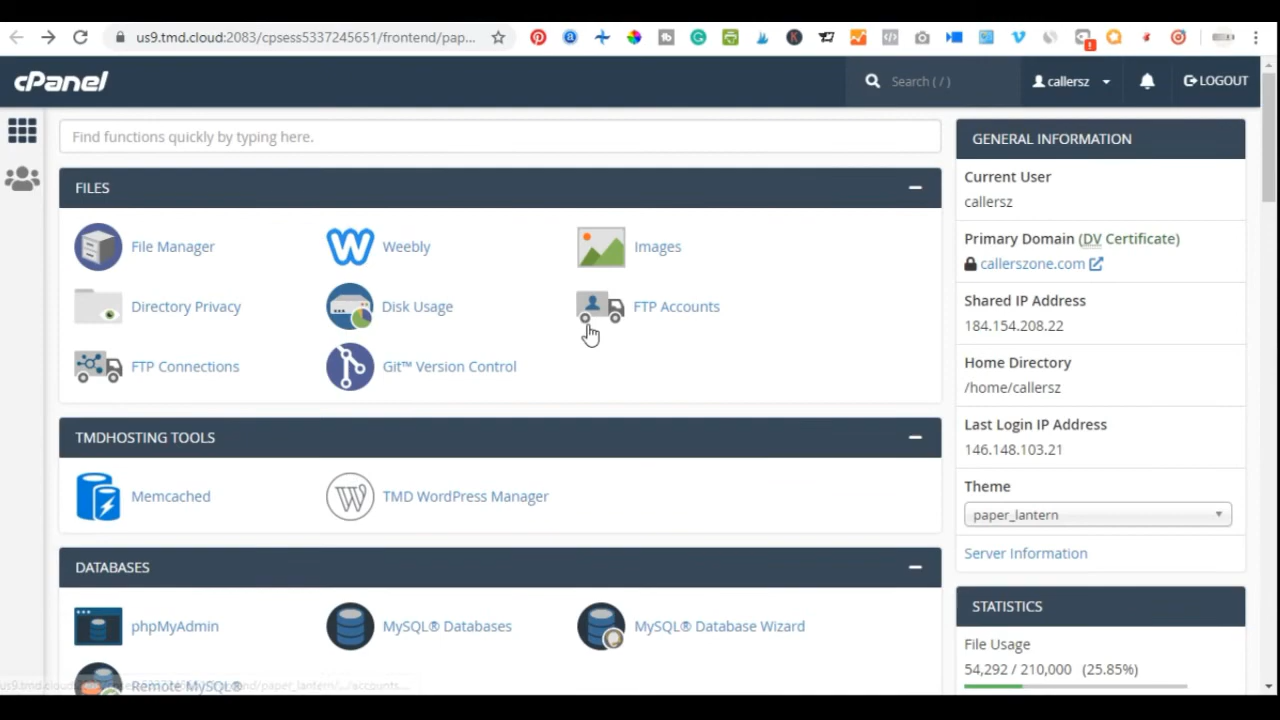 us9.tmd.cloud:2083/cpsess5337245651/frontend/pap...
cPanel
Search ( / )
callersz
LOGOUT
Find functions quickly by typing here.
FILES
File Manager
Weebly
Images
Directory Privacy
Disk Usage
FTP Accounts
FTP Connections
Git™ Version Control
TMDHOSTING TOOLS
Memcached
TMD WordPress Manager
DATABASES
phpMyAdmin
MySQL® Databases
MySQL® Database Wizard
Remote MySQL®
GENERAL INFORMATION
Current User
callersz
Primary Domain (DV Certificate)
callerszone.com
Shared IP Address
184.154.208.22
Home Directory
/home/callersz
Last Login IP Address
146.148.103.21
Theme
paper_lantern
Server Information
STATISTICS
File Usage
54,292 / 210,000 (25.85%)